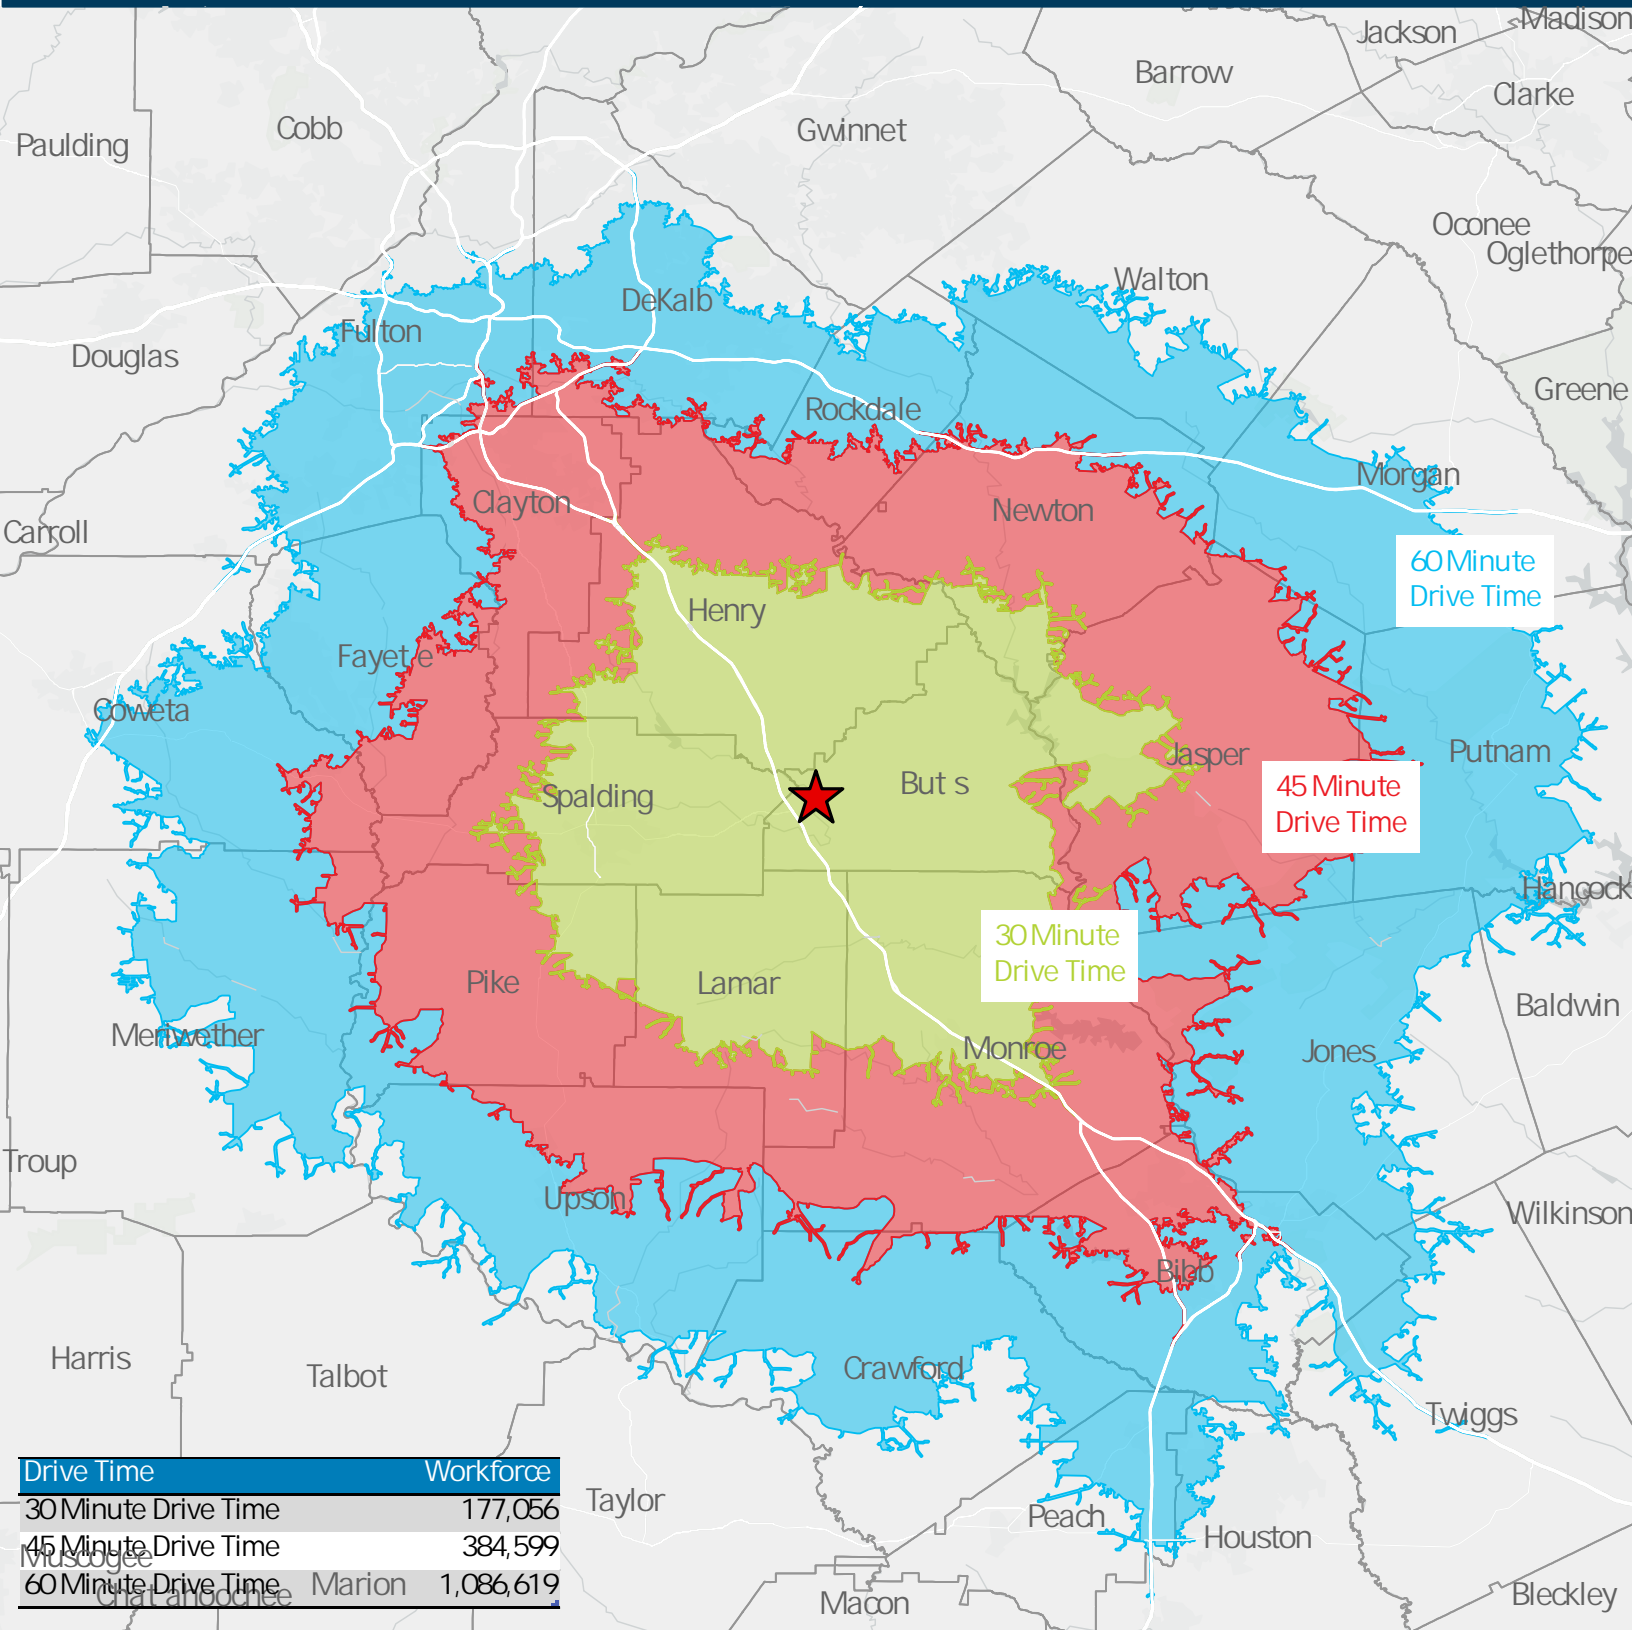 Madison
Jackson
Barrow
Clarke
Cobb
Gwinnet
Paulding
Oconee
Oglethorpe
Walton
DeKalb
Fulton
Douglas
Greene
Rockdale
Morgan
Clayton
Newton
Carroll
60 Minute
Drive Time
Henry
Fayet e
Coweta
Jasper
Putnam
But s
Spalding
45 Minute
Drive Time
Hancock
30 Minute
Drive Time
Pike
Lamar
Baldwin
Meriwether
Monroe
Jones
Troup
Upson
Wilkinson
Bibb
Harris
Talbot
Crawford
Twiggs
Drive Time Workforce
30 Minute Drive Time 177,056
45 Minute Drive Time 384,599
Muscogee
60 Minute Drive Time 1,086,619
Chat ahoochee
Marion
Taylor
Peach
Houston
Macon
Bleckley